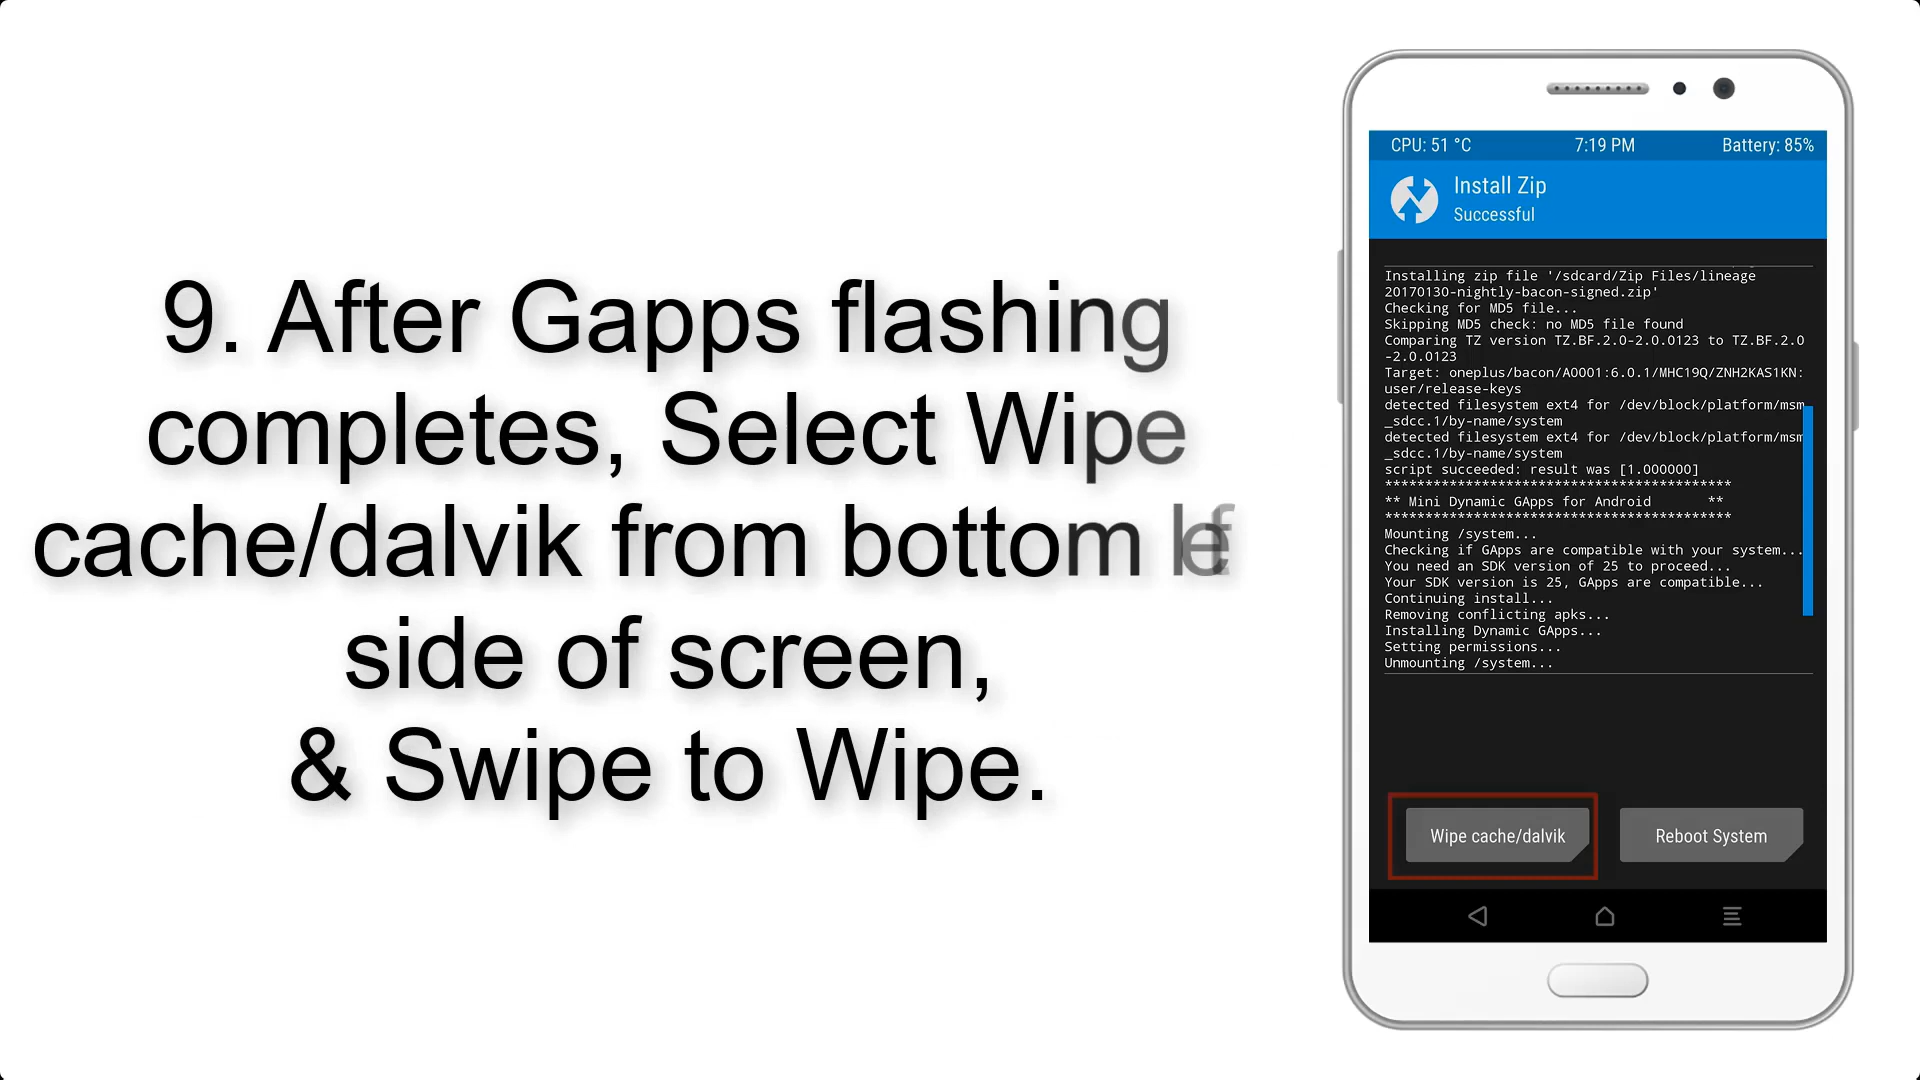 9. After Gapps flashing
completes, Select Wipe
cache/dalvik from bottom lef
side of screen,
& Swipe to Wipe.
CPU: 51 °C 7:19 PM Battery: 85%
Install Zip
Successful
Installing zip file '/sdcard/Zip Files/lineage
20170130-nightly-bacon-signed.zip'
Checking for MD5 file...
Skipping MD5 check: no MD5 file found
Comparing TZ version TZ.BF.2.0-2.0.0123 to TZ.BF.2.0
-2.0.0123
Target: oneplus/bacon/A0001:6.0.1/MHC19Q/ZNH2KAS1KN:
user/release-keys
detected filesystem ext4 for /dev/block/platform/msm
_sdcc.1/by-name/system
detected filesystem ext4 for /dev/block/platform/msm
_sdcc.1/by-name/system
script succeeded: result was [1.000000]
******************************************
** Mini Dynamic GApps for Android **
******************************************
Mounting /system...
Checking if GApps are compatible with your system...
You need an SDK version of 25 to proceed...
Your SDK version is 25, GApps are compatible...
Continuing install...
Removing conflicting apks...
Installing Dynamic GApps...
Setting permissions...
Unmounting /system...
Wipe cache/dalvik Reboot System